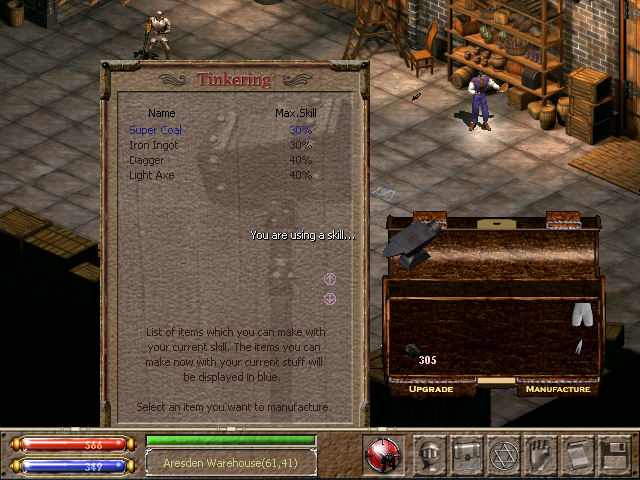 Tinkering
Name Max.Skill
Super Coal 30%
Iron Ingot 30%
Dagger 40%
Light Axe 40%
You are using a skill...
List of items which you can make with
your current skill. The items you can
make now with your current stuff will
be displayed in blue.
Select an item you want to manufacture.
305
UPGRADE MANUFACTURE
566
349
Aresden Warehouse(61,41)